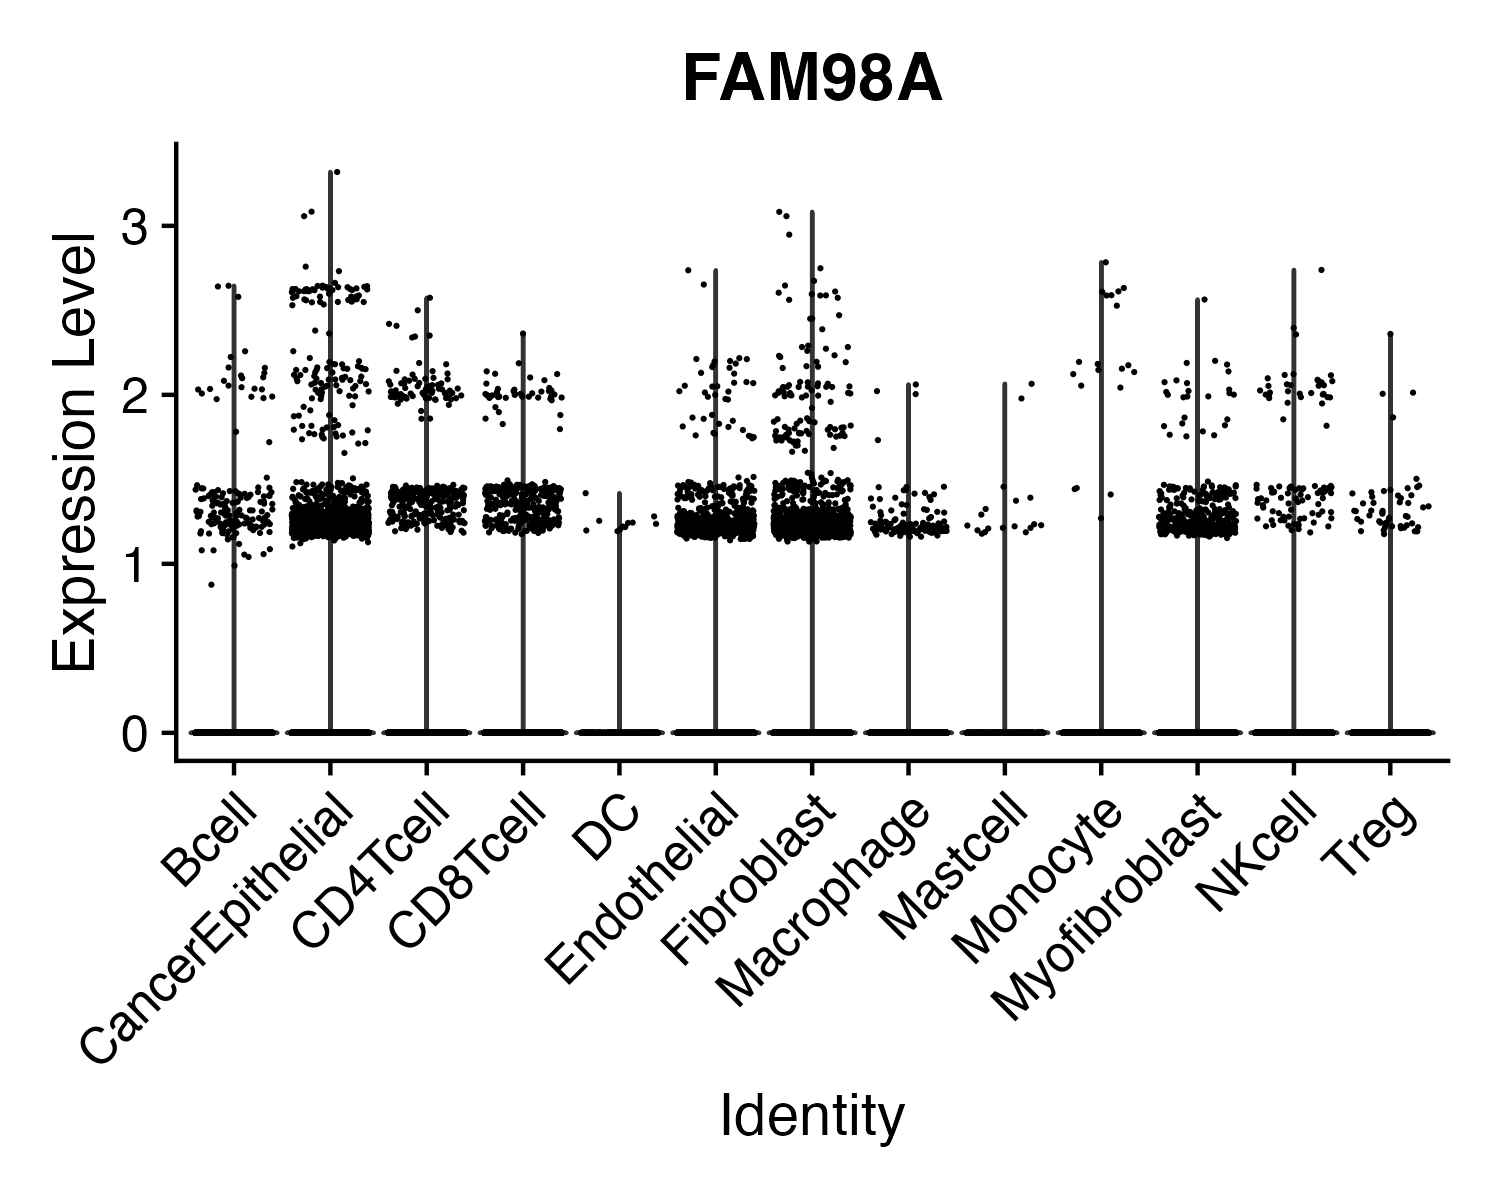 FAM98A
Expression Level
3
2
1
0
Bcell
CancerEpithelial
CD4Tcell
CD8Tcell
DC
Endothelial
Fibroblast
Macrophage
Mastcell
Monocyte
Myofibroblast
NKcell
Treg
Identity